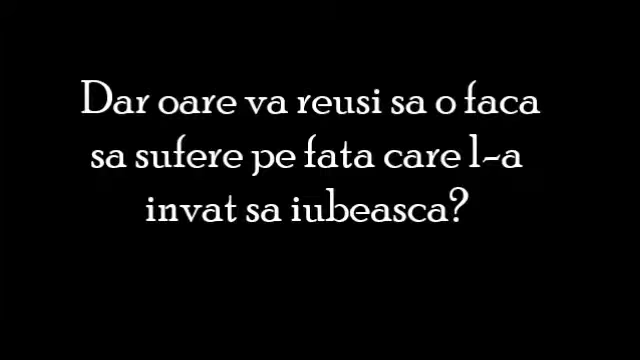 Dar oare va reusi sa o faca
sa sufere pe fata care l-a
invat sa iubeasca?